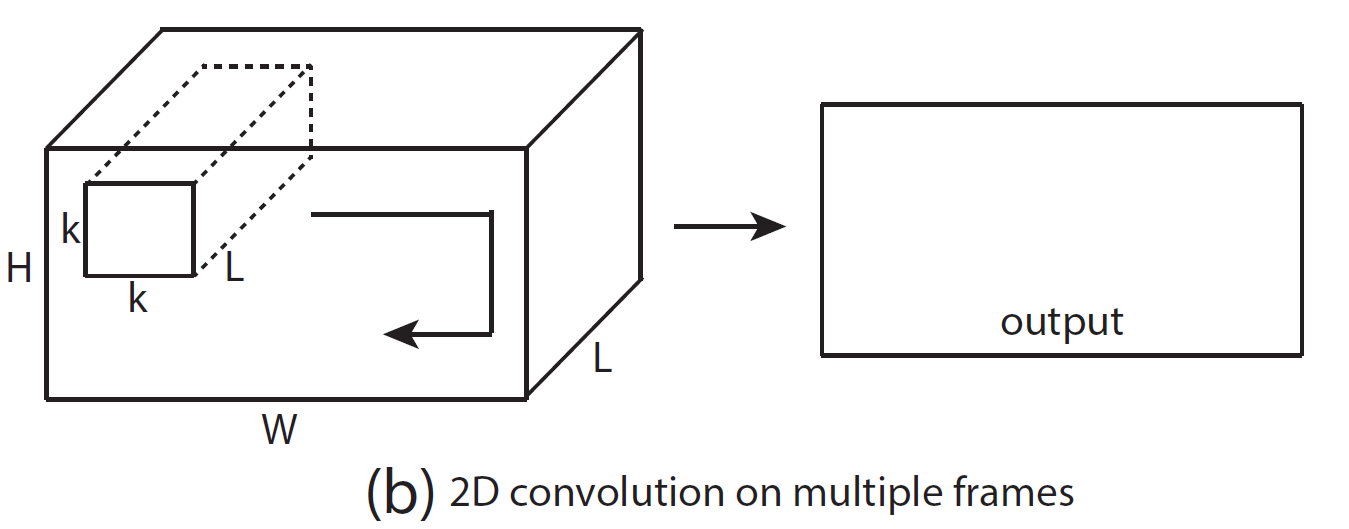 k
H
L
k
L
W
output
(b) 2D convolution on multiple frames